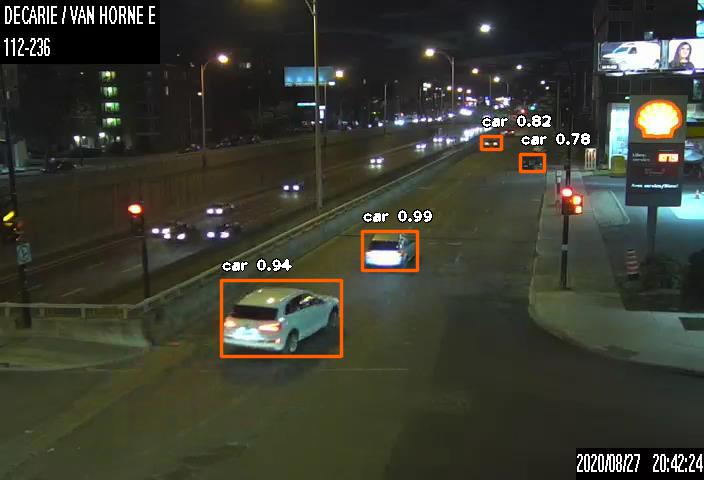 DECARIE / VAN HORNE E
112-236
car 0.82
car 0.78
car 0.99
car 0.94
2020/08/27 20:42:24